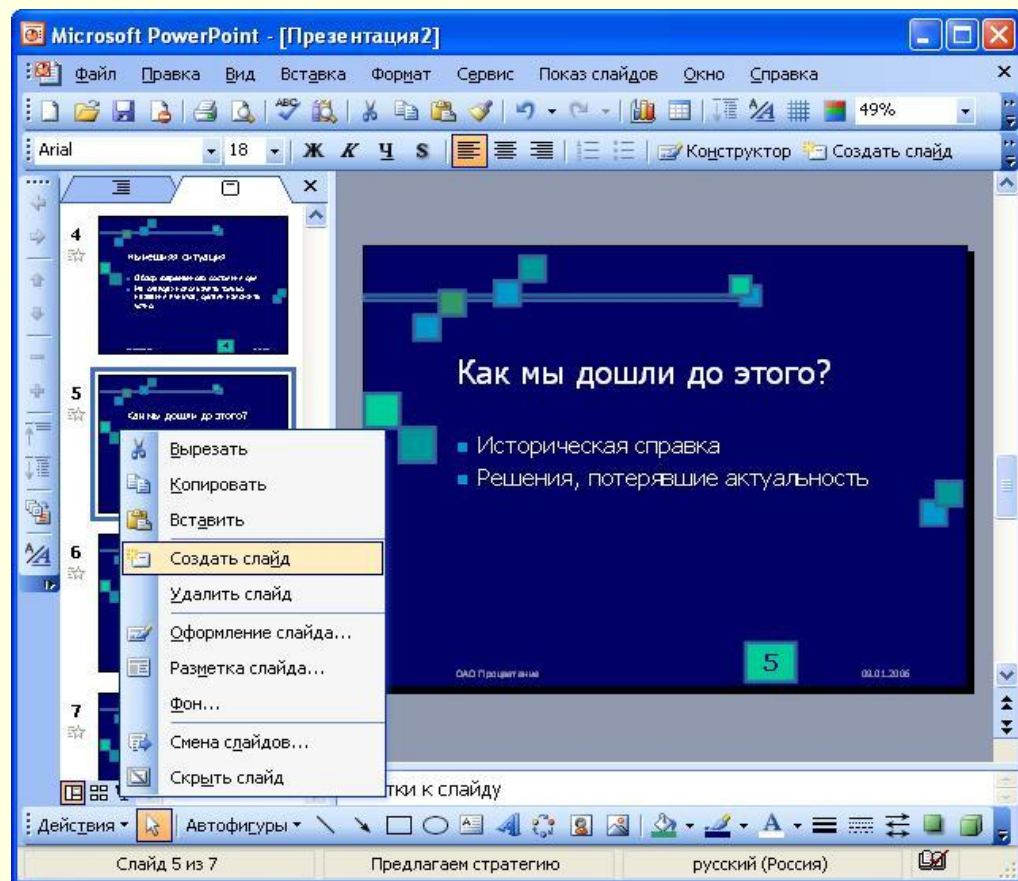 Microsoft PowerPoint - [Презентация2]
Файл Правка Вид Вставка Формат Сервис Показ слайдов Окно Справка
49%
Arial 18 Ж К Ч S Конструктор Создать слайд
4
Нынешняя ситуация
5
Как мы дошли до этого?
6
7
Вырезать
Копировать
Вставить
Создать слайд
Удалить слайд
Оформление слайда...
Разметка слайда...
Фон...
Смена слайдов...
Скрыть слайд
Как мы дошли до этого?
Историческая справка
Решения, потерявшие актуальность
ОАО Процветание 5 09.01.2006
тки к слайду
Действия Автофигуры
Слайд 5 из 7 Предлагаем стратегию русский (Россия)